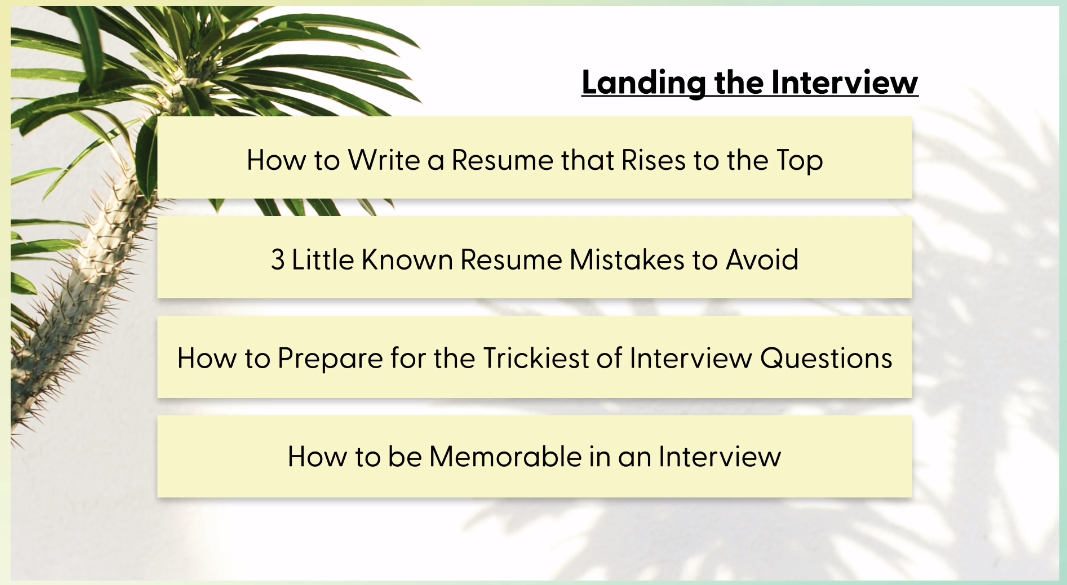 Landing the Interview
How to Write a Resume that Rises to the Top
3 Little Known Resume Mistakes to Avoid
How to Prepare for the Trickiest of Interview Questions
How to be Memorable in an Interview